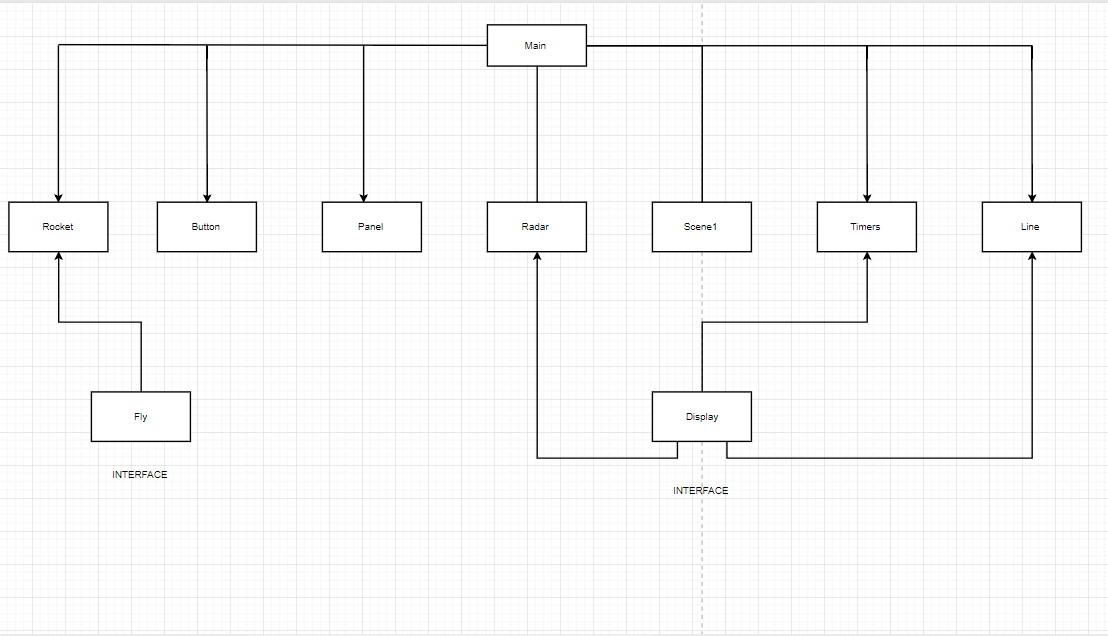 Main
Rocket
Button
Panel
Radar
Scene1
Timers
Line
Fly
Display
INTERFACE
INTERFACE